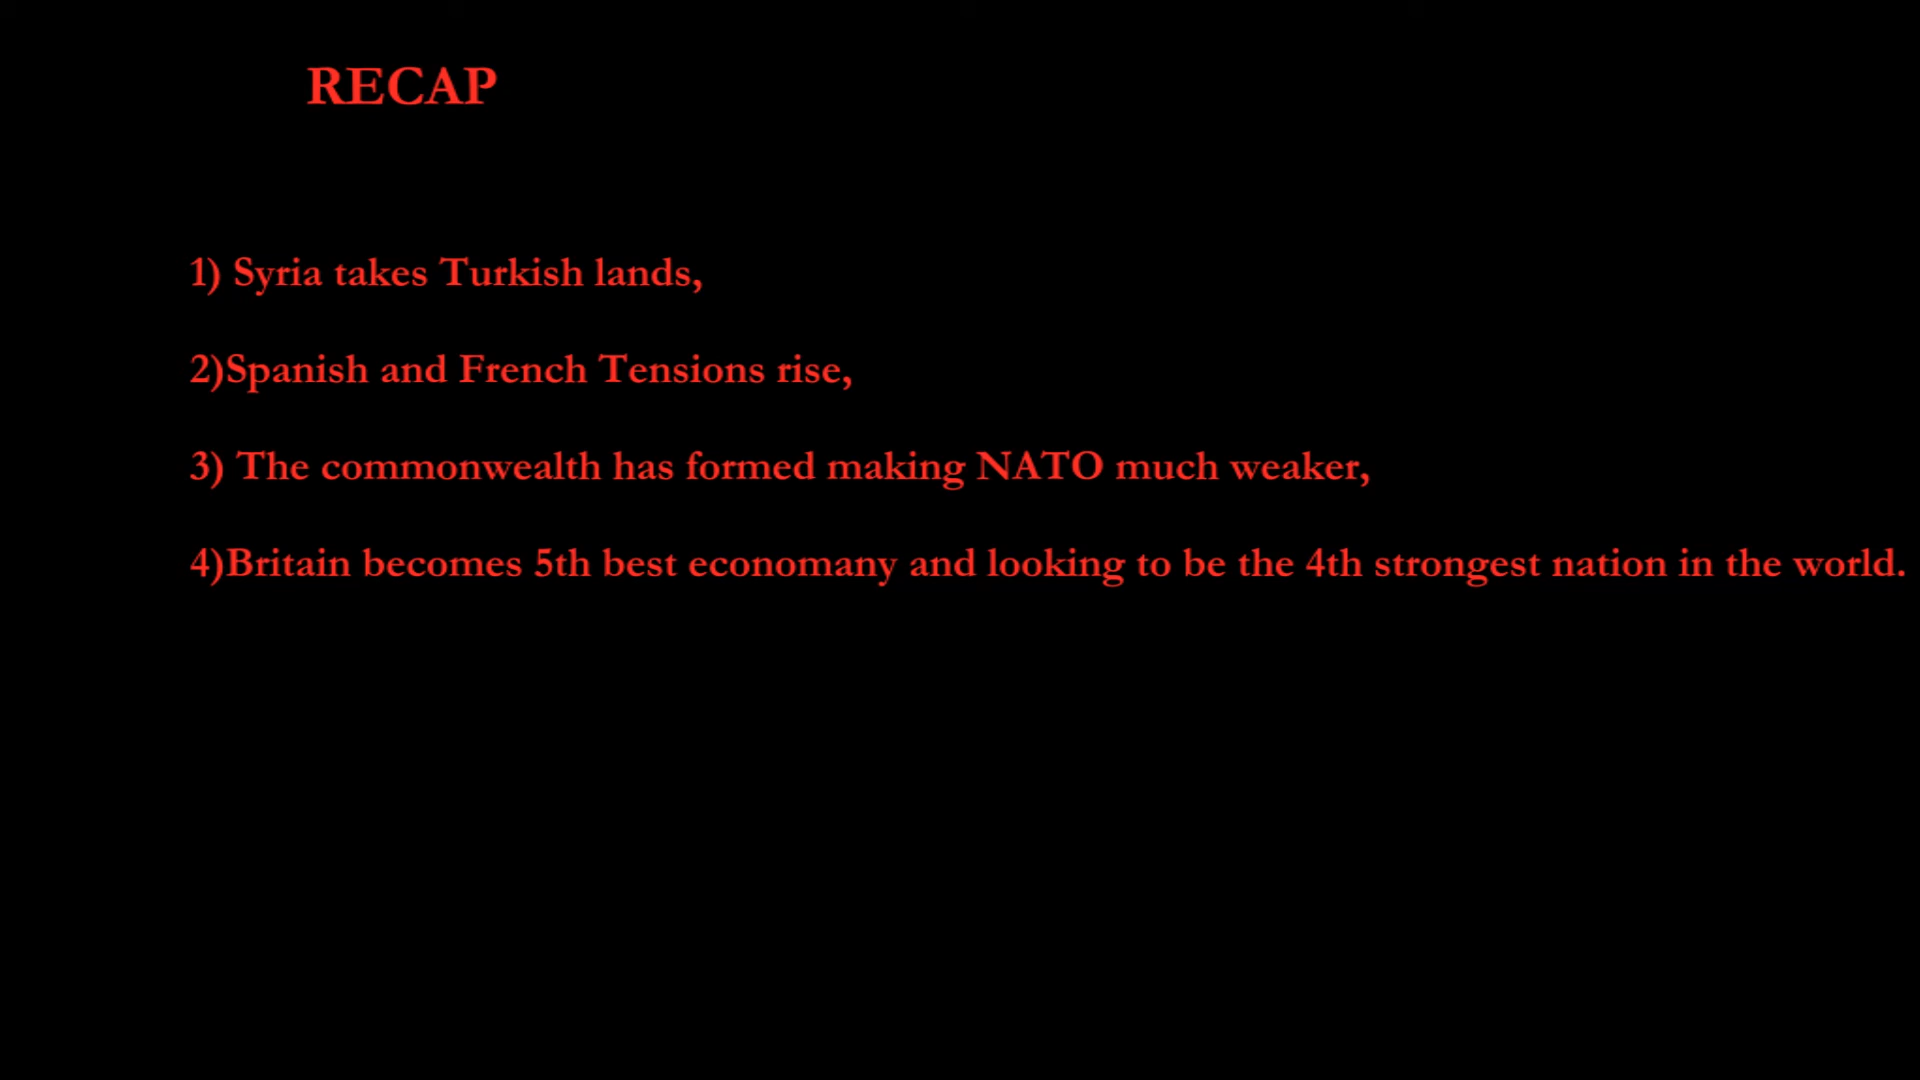 RECAP
1) Syria takes Turkish lands,
2)Spanish and French Tensions rise,
3) The commonwealth has formed making NATO much weaker,
4)Britain becomes 5th best economany and looking to be the 4th strongest nation in the world.